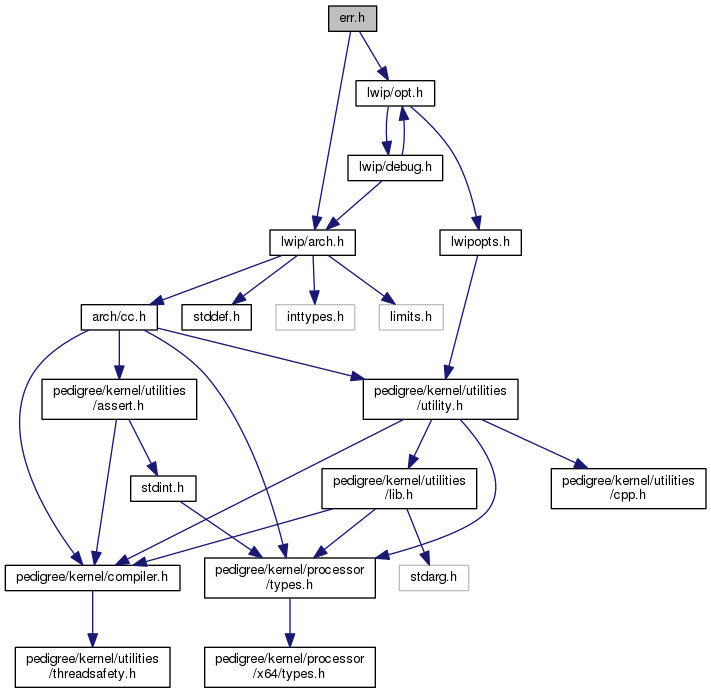 err.h
lwip/opt.h
lwip/debug.h
lwip/arch.h
lwipopts.h
arch/cc.h
stddef.h
inttypes.h
limits.h
pedigree/kernel/utilities
/assert.h
pedigree/kernel/utilities
/utility.h
stdint.h
pedigree/kernel/utilities
/lib.h
pedigree/kernel/utilities
/cpp.h
pedigree/kernel/compiler.h
pedigree/kernel/processor
/types.h
stdarg.h
pedigree/kernel/utilities
/threadsafety.h
pedigree/kernel/processor
/x64/types.h